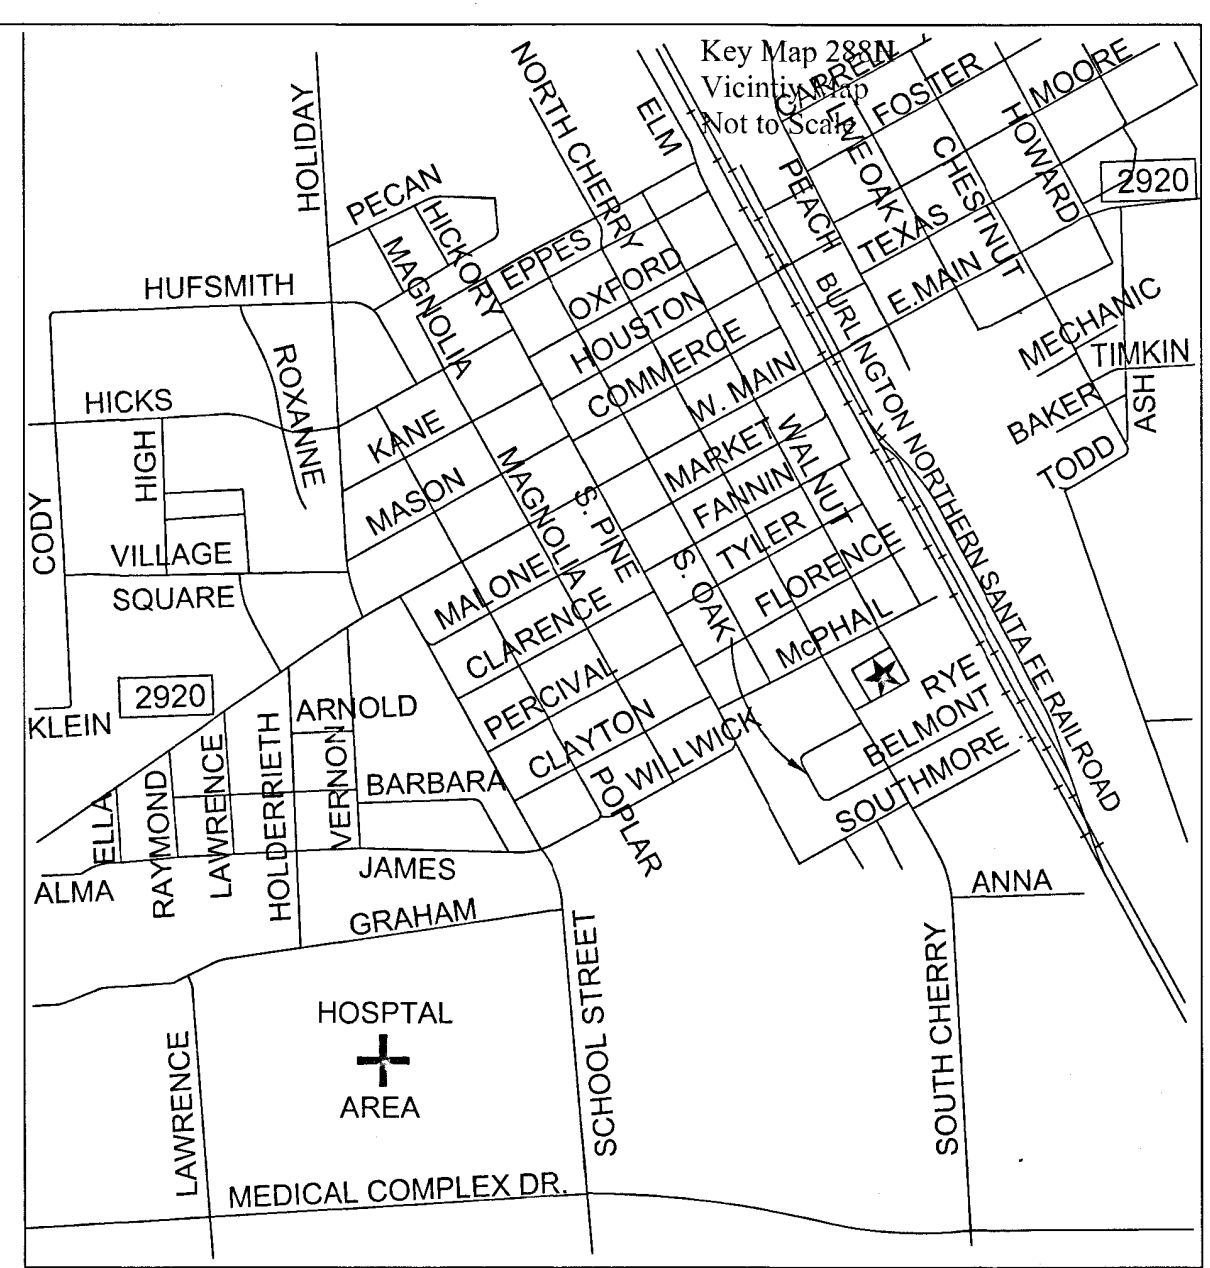 Key Map 288N
Vicintiy Map
Not to Scale
NORTH CHERRY
ELM
CARRELL
FOSTER
MOORE
HOLIDAY
LIVE OAK
HOWARD
CHESTNUT
PEACH
2920
PECAN
HICKORY
MAGNOLIA
EPPES
OXFORD
TEXAS
E. MAIN
HUFSMITH
HOUSTON
BURLINGTON NORTHERN SANTA FE RAILROAD
MECHANIC
TIMKIN
ROXANNE
COMMERCE
W. MAIN
ASH
HICKS
KANE
BAKER
HIGH
MARKET
WALNUT
TODD
MASON
MAGNOLIA
S. PINE
FANNIN
CODY
TYLER
VILLAGE
SQUARE
MALONE
S. OAK
FLORENCE
CLARENCE
McPHAIL
2920
KLEIN
ARNOLD
PERCIVAL
RYE
BELMONT
CLAYTON
WILLWICK
SOUTHMORE
ELLA
RAYMOND
LAWRENCE
HOLDERRIETH
VERNON
BARBARA
POPLAR
ALMA
JAMES
ANNA
GRAHAM
SCHOOL STREET
SOUTH CHERRY
HOSPTAL
AREA
LAWRENCE
MEDICAL COMPLEX DR.